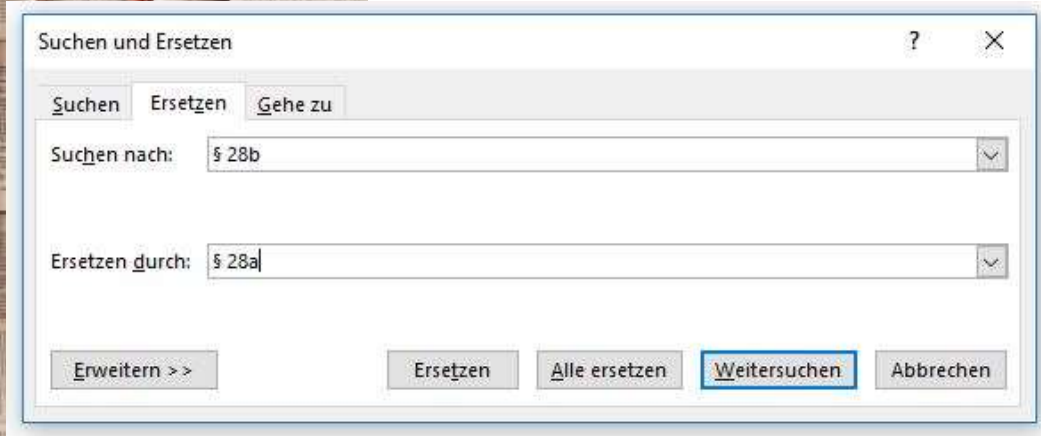 Suchen und Ersetzen ? ×
Suchen Ersetzen Gehe zu
Suchen nach: § 28b
Ersetzen durch: § 28a
Erweitern >> Ersetzen Alle ersetzen Weitersuchen Abbrechen